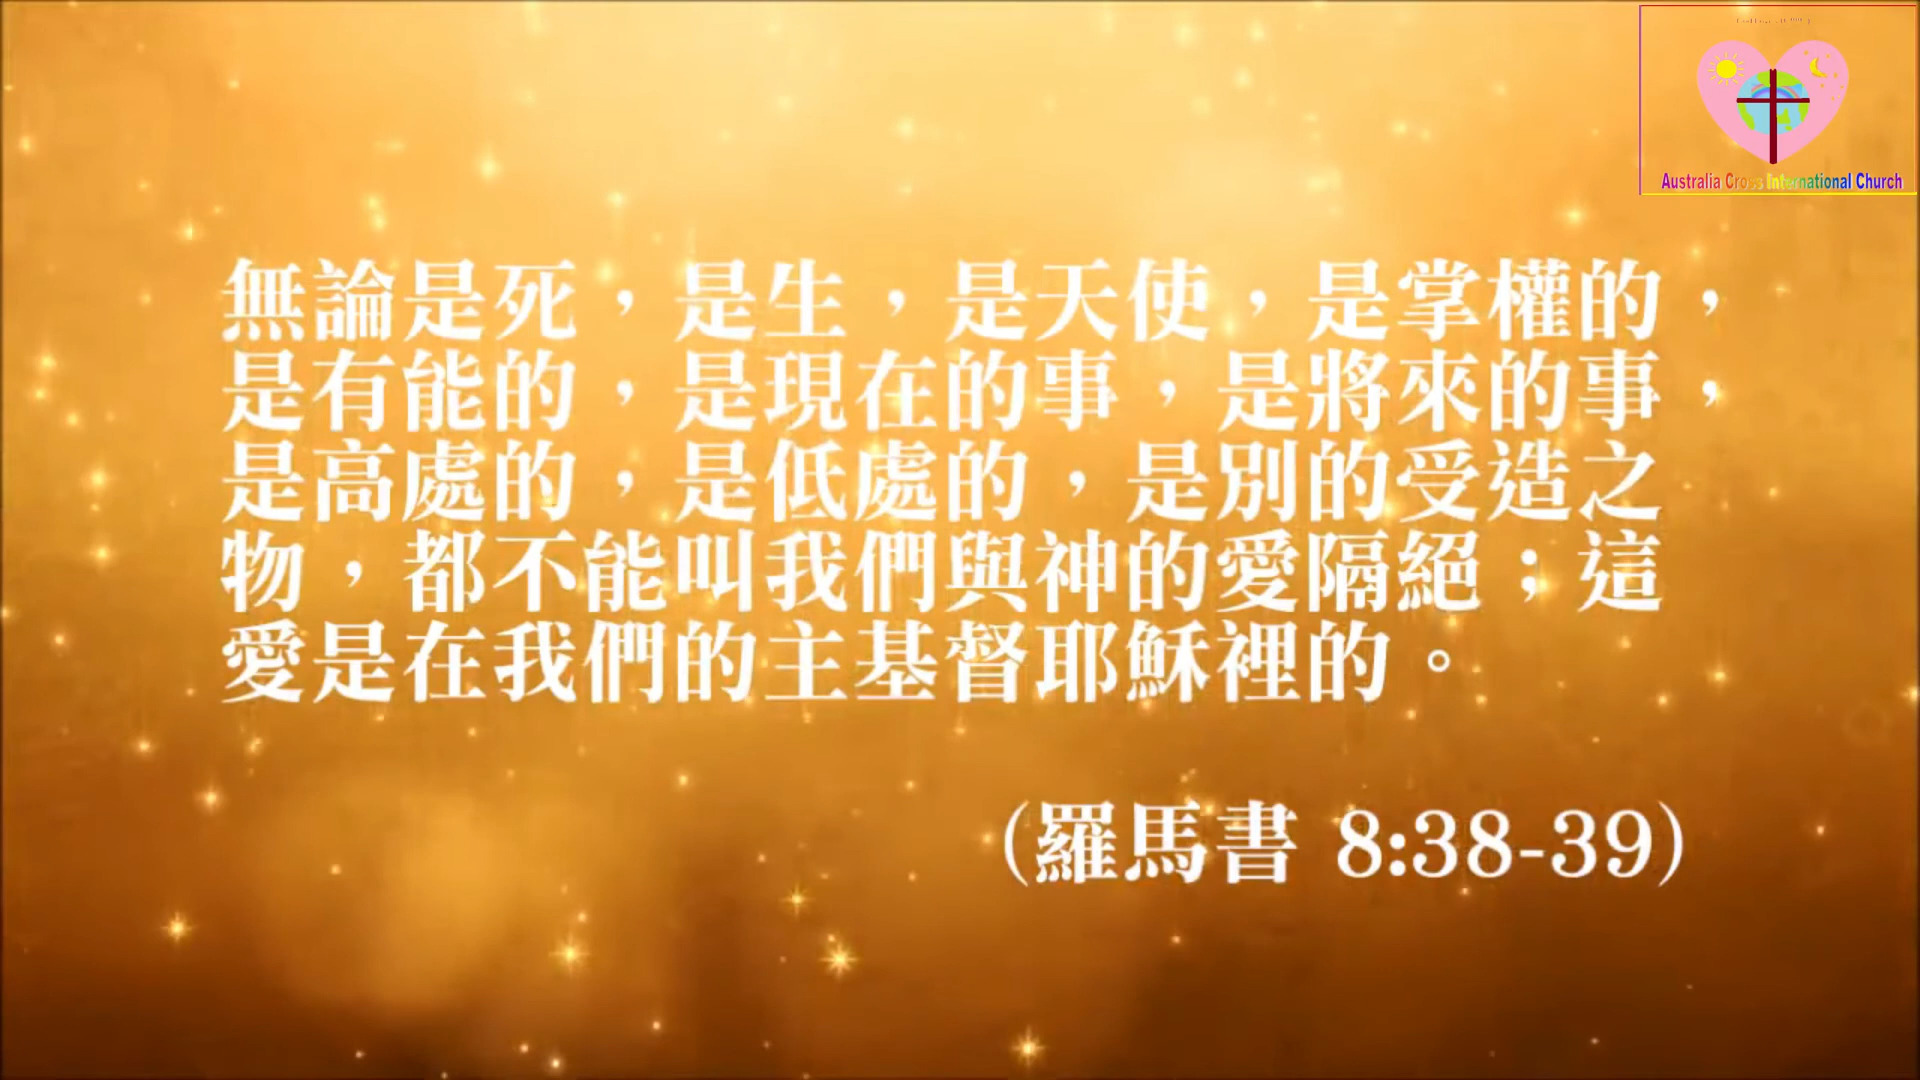 Australia Cross International Church
無論是死，是生，是天使，是掌權的，
是有能的，是現在的事，是將來的事，
是高處的，是低處的，是別的受造之
物，都不能叫我們與神的愛隔絕；這
愛是在我們的主基督耶穌裡的。
(羅馬書 8:38-39)